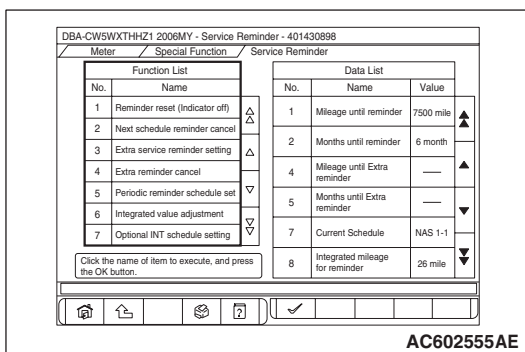 DBA-CW5WXTHHZ1 2006MY - Service Reminder - 401430898
Meter / Special Function / Service Reminder
Function List
No. Name
1 Reminder reset (Indicator off)
2 Next schedule reminder cancel
3 Extra service reminder setting
4 Extra reminder cancel
5 Periodic reminder schedule set
6 Integrated value adjustment
7 Optional INT schedule setting
Click the name of item to execute, and press
the OK button.
Data List
No. Name Value
1 Mileage until reminder 7500 mile
2 Months until reminder 6 month
4 Mileage until Extra
reminder —
5 Months until Extra
reminder —
7 Current Schedule NAS 1-1
8 Integrated mileage
for reminder 26 mile
?
AC602555AE